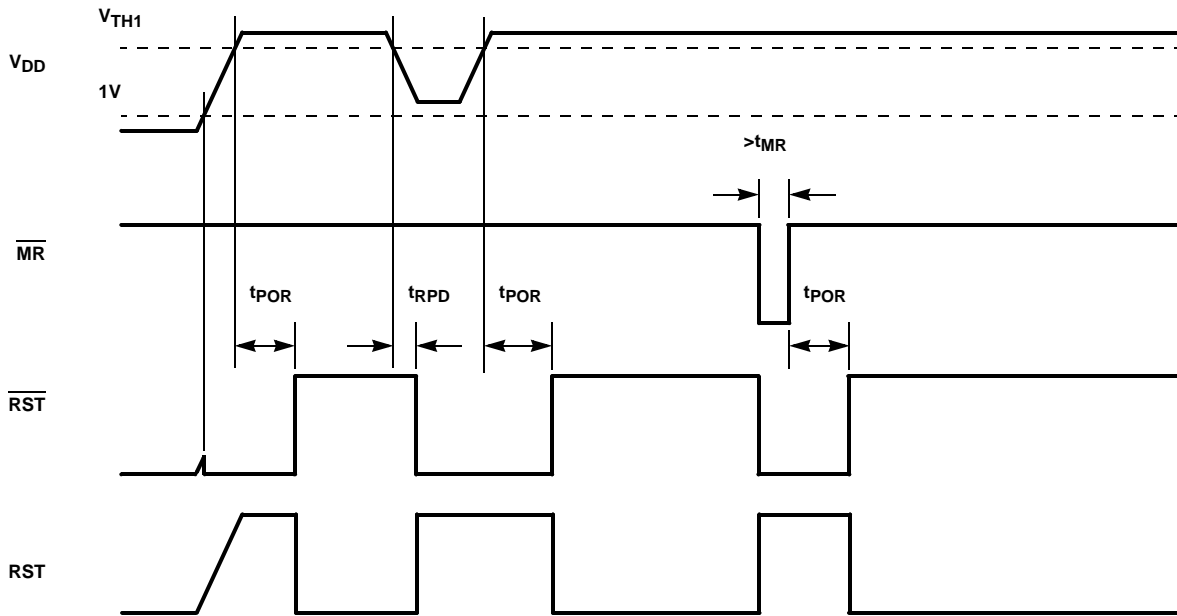 VTH1
VDD
1V
>tMR
MR
tPOR
tRPD
tPOR
tPOR
RST
RST